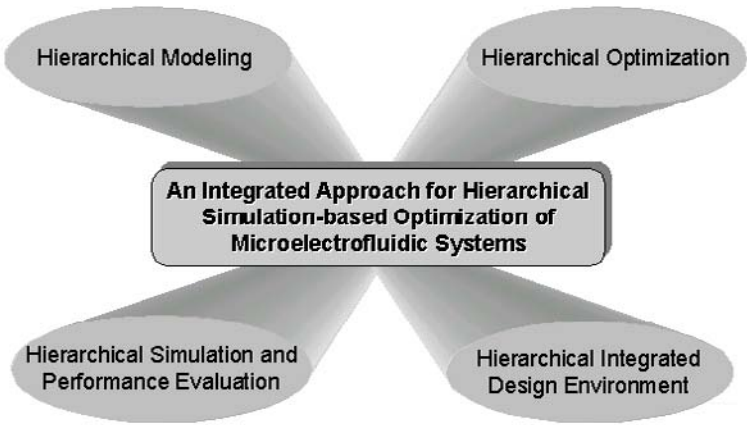 Hierarchical Modeling
Hierarchical Optimization
An Integrated Approach for Hierarchical
Simulation-based Optimization of
Microelectrofluidic Systems
Hierarchical Simulation and
Performance Evaluation
Hierarchical Integrated
Design Environment